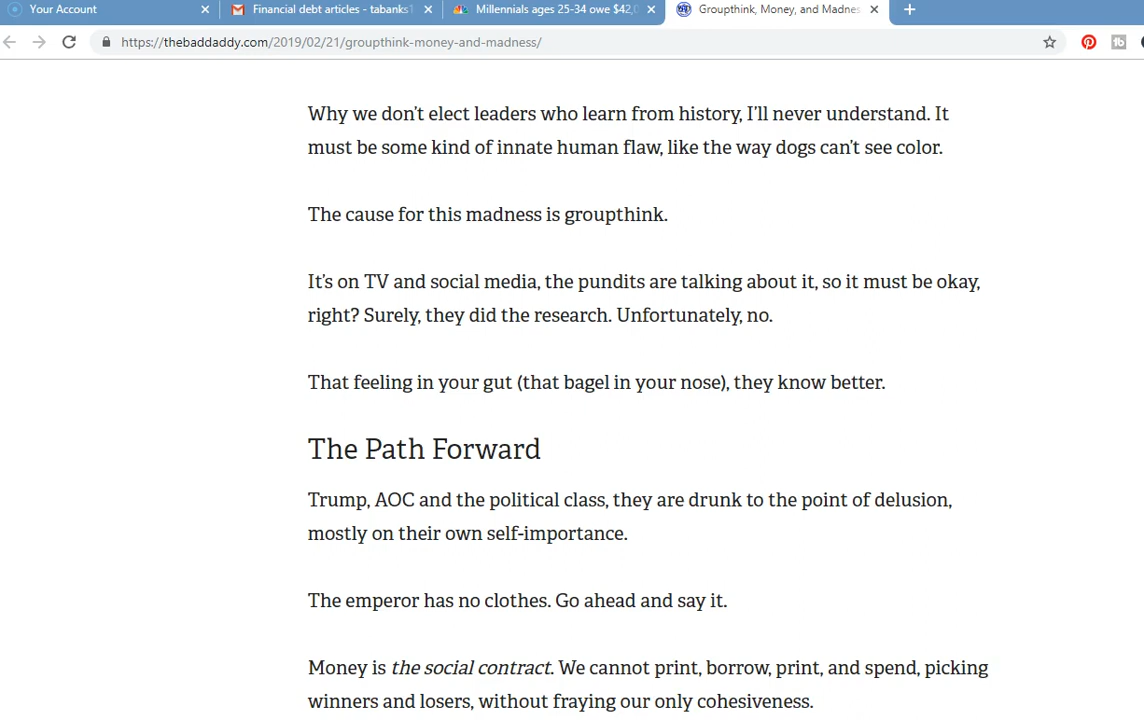 Your Account
Financial debt articles - tabanks1
Millennials ages 25-34 owe $42,0
Groupthink, Money, and Madnes
https://thebaddaddy.com/2019/02/21/groupthink-money-and-madness/
Why we don't elect leaders who learn from history, I'll never understand. It
must be some kind of innate human flaw, like the way dogs can't see color.
The cause for this madness is groupthink.
It's on TV and social media, the pundits are talking about it, so it must be okay,
right? Surely, they did the research. Unfortunately, no.
That feeling in your gut (that bagel in your nose), they know better.
The Path Forward
Trump, AOC and the political class, they are drunk to the point of delusion,
mostly on their own self-importance.
The emperor has no clothes. Go ahead and say it.
Money is the social contract. We cannot print, borrow, print, and spend, picking
winners and losers, without fraying our only cohesiveness.